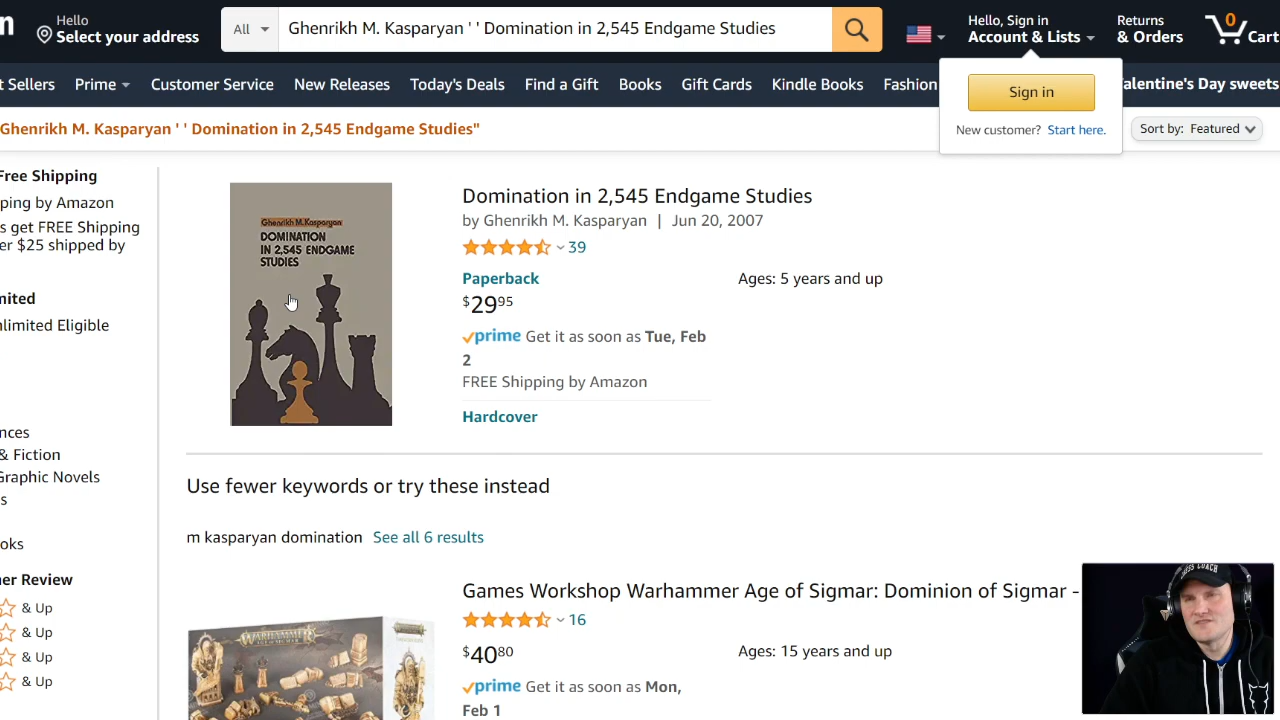 n
Hello
Select your address
All
Ghenrikh M. Kasparyan ' ' Domination in 2,545 Endgame Studies
Hello, Sign in
Account & Lists
Returns
& Orders
0
Cart
t Sellers
Prime
Customer Service
New Releases
Today's Deals
Find a Gift
Books
Gift Cards
Kindle Books
Fashion
alentine's Day sweets
Sign in
New customer? Start here.
Ghenrikh M. Kasparyan ' ' Domination in 2,545 Endgame Studies"
Sort by: Featured
Free Shipping
ping by Amazon
s get FREE Shipping
er $25 shipped by
mited
nlimited Eligible
nces
& Fiction
Graphic Novels
s
oks
er Review
& Up
& Up
& Up
& Up
Ghenrikh M.Kasparyan
DOMINATION
IN 2,545 ENDGAME
STUDIES
Domination in 2,545 Endgame Studies
by Ghenrikh M. Kasparyan | Jun 20, 2007
39
Paperback
Ages: 5 years and up
$29 95
prime Get it as soon as Tue, Feb
2
FREE Shipping by Amazon
Hardcover
Use fewer keywords or try these instead
m kasparyan domination See all 6 results
Games Workshop Warhammer Age of Sigmar: Dominion of Sigmar -
16
$40 80
Ages: 15 years and up
prime Get it as soon as Mon,
Feb 1
WARHAMMER
CHESS COACH